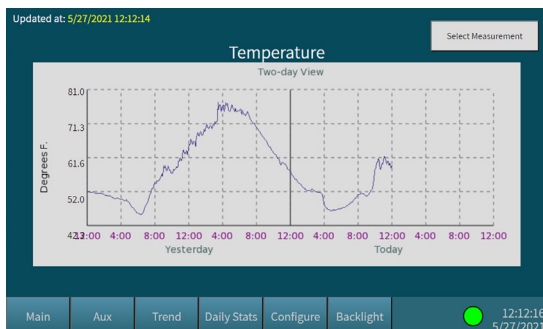 Updated at: 5/27/2021 12:12:14
Select Measurement
Temperature
Two-day View
Degrees F.
81.0
71.3
61.6
52.0
12:00 4:00 8:00 12:00 4:00 8:00 12:00 4:00 8:00 12:00 4:00 8:00 12:00
Yesterday Today
Main Aux Trend Daily Stats Configure Backlight
12:12:16
5/27/2021